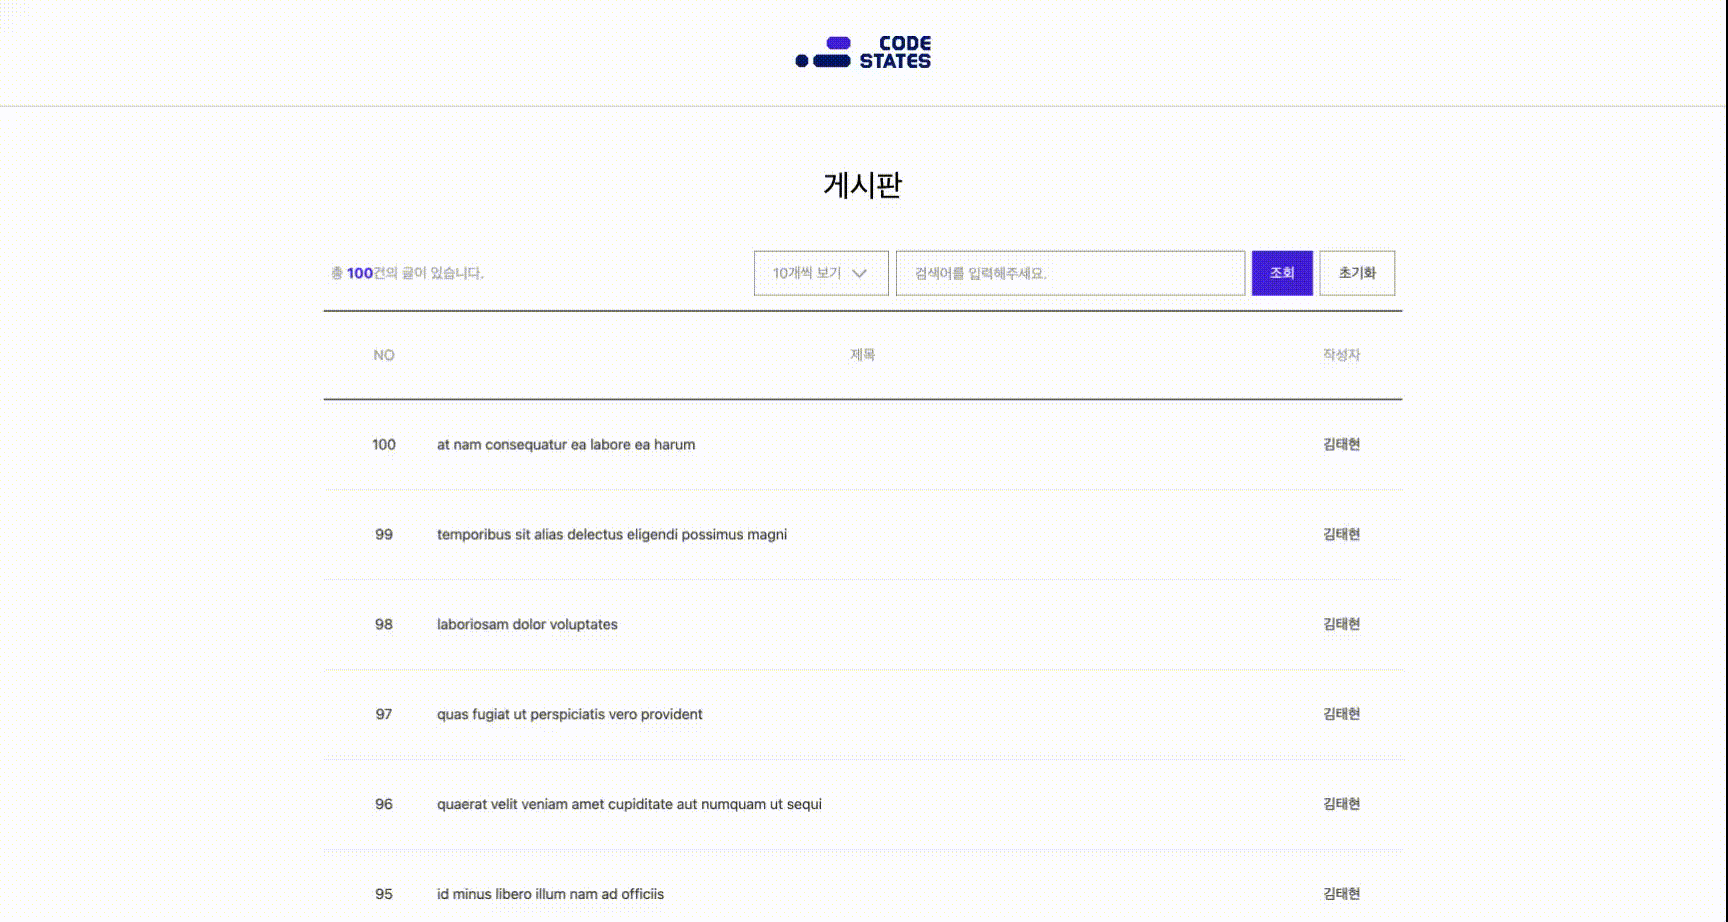 CODE
STATES
게시판
총 100건의 글이 있습니다.
10개씩 보기
검색어를 입력해주세요.
조회
초기화
NO 제목 작성자
100 at nam consequatur ea labore ea harum 김태현
99 temporibus sit alias delectus eligendi possimus magni 김태현
98 laboriosam dolor voluptates 김태현
97 quas fugiat ut perspiciatis vero provident 김태현
96 quaerat velit veniam amet cupiditate aut numquam ut sequi 김태현
95 id minus libero illum nam ad officiis 김태현